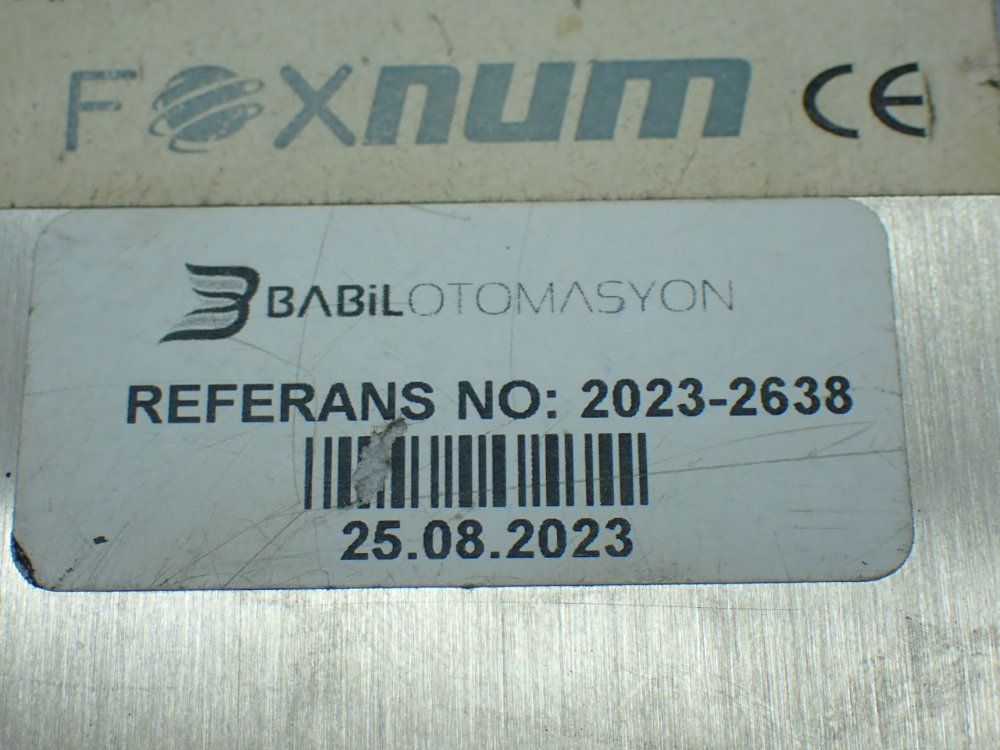 FOXnum CE
BABiLOTOMASYON
REFERANS NO: 2023-2638
25.08.2023